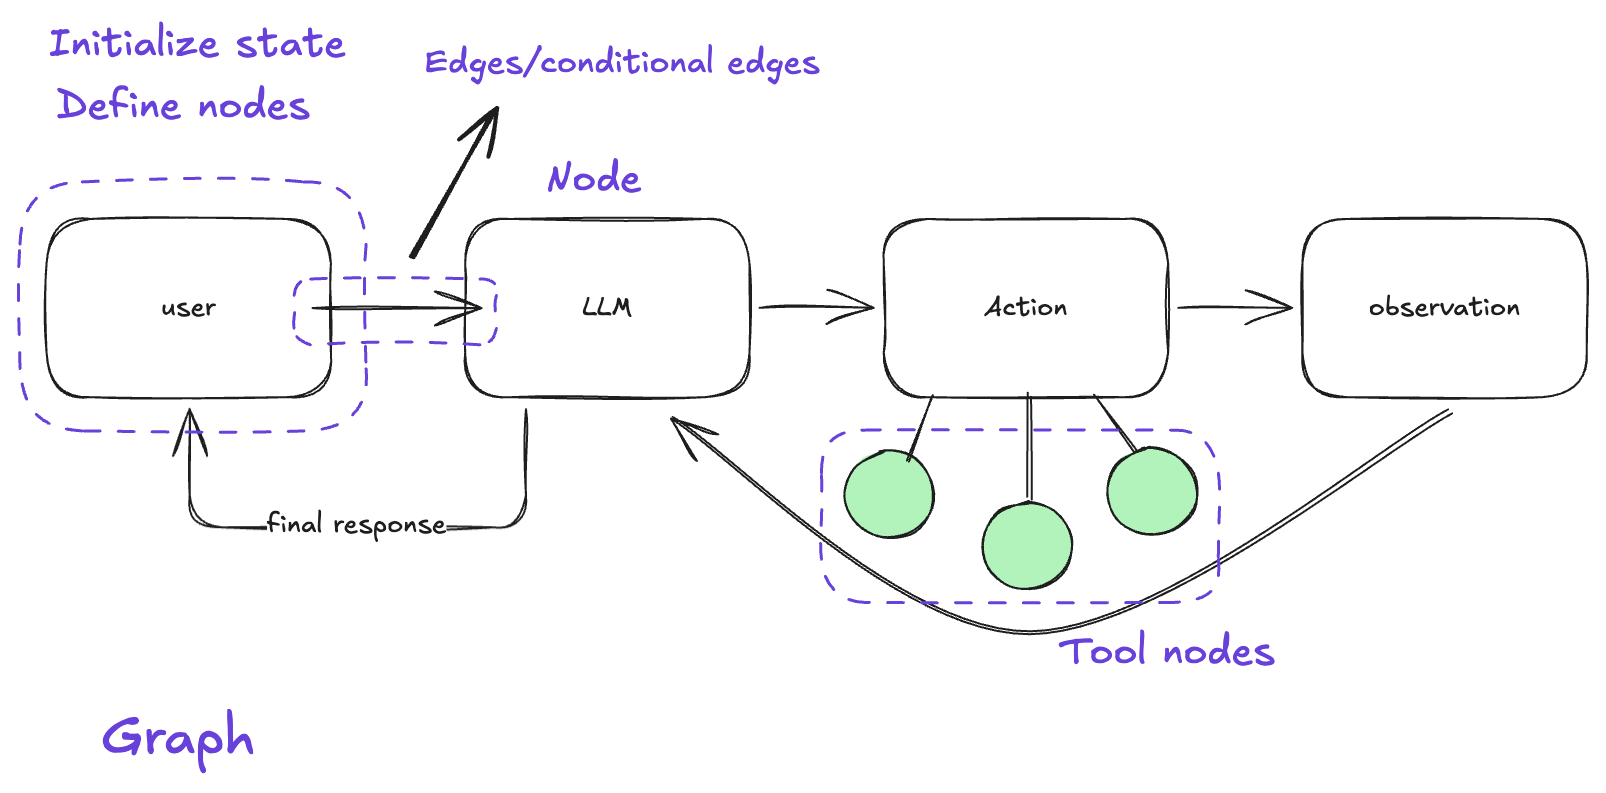 Initialize state
Define nodes
Edges/conditional edges
Node
user
LLM
Action
observation
final response
Tool nodes
Graph